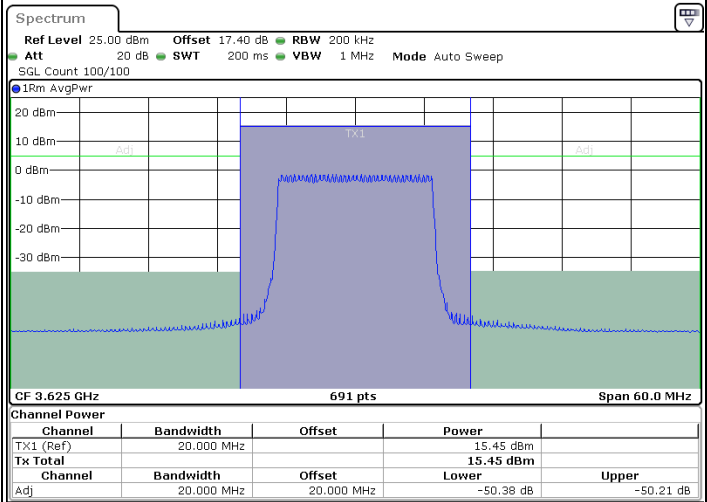 Spectrum
Ref Level 25.00 dBm Offset 17.40 dB RBW 200 kHz
Att 20 dB SWT 200 ms VBW 1 MHz Mode Auto Sweep
SGL Count 100/100
1Rm AvgPwr
20 dBm
TX1
10 dBm
Adj Adj
0 dBm
-10 dBm
-20 dBm
-30 dBm
CF 3.625 GHz 691 pts Span 60.0 MHz
Channel Power
Channel Bandwidth Offset Power
TX1 (Ref) 20.000 MHz 15.45 dBm
Tx Total 15.45 dBm
Channel Bandwidth Offset Lower Upper
Adj 20.000 MHz 20.000 MHz -50.38 dB -50.21 dB